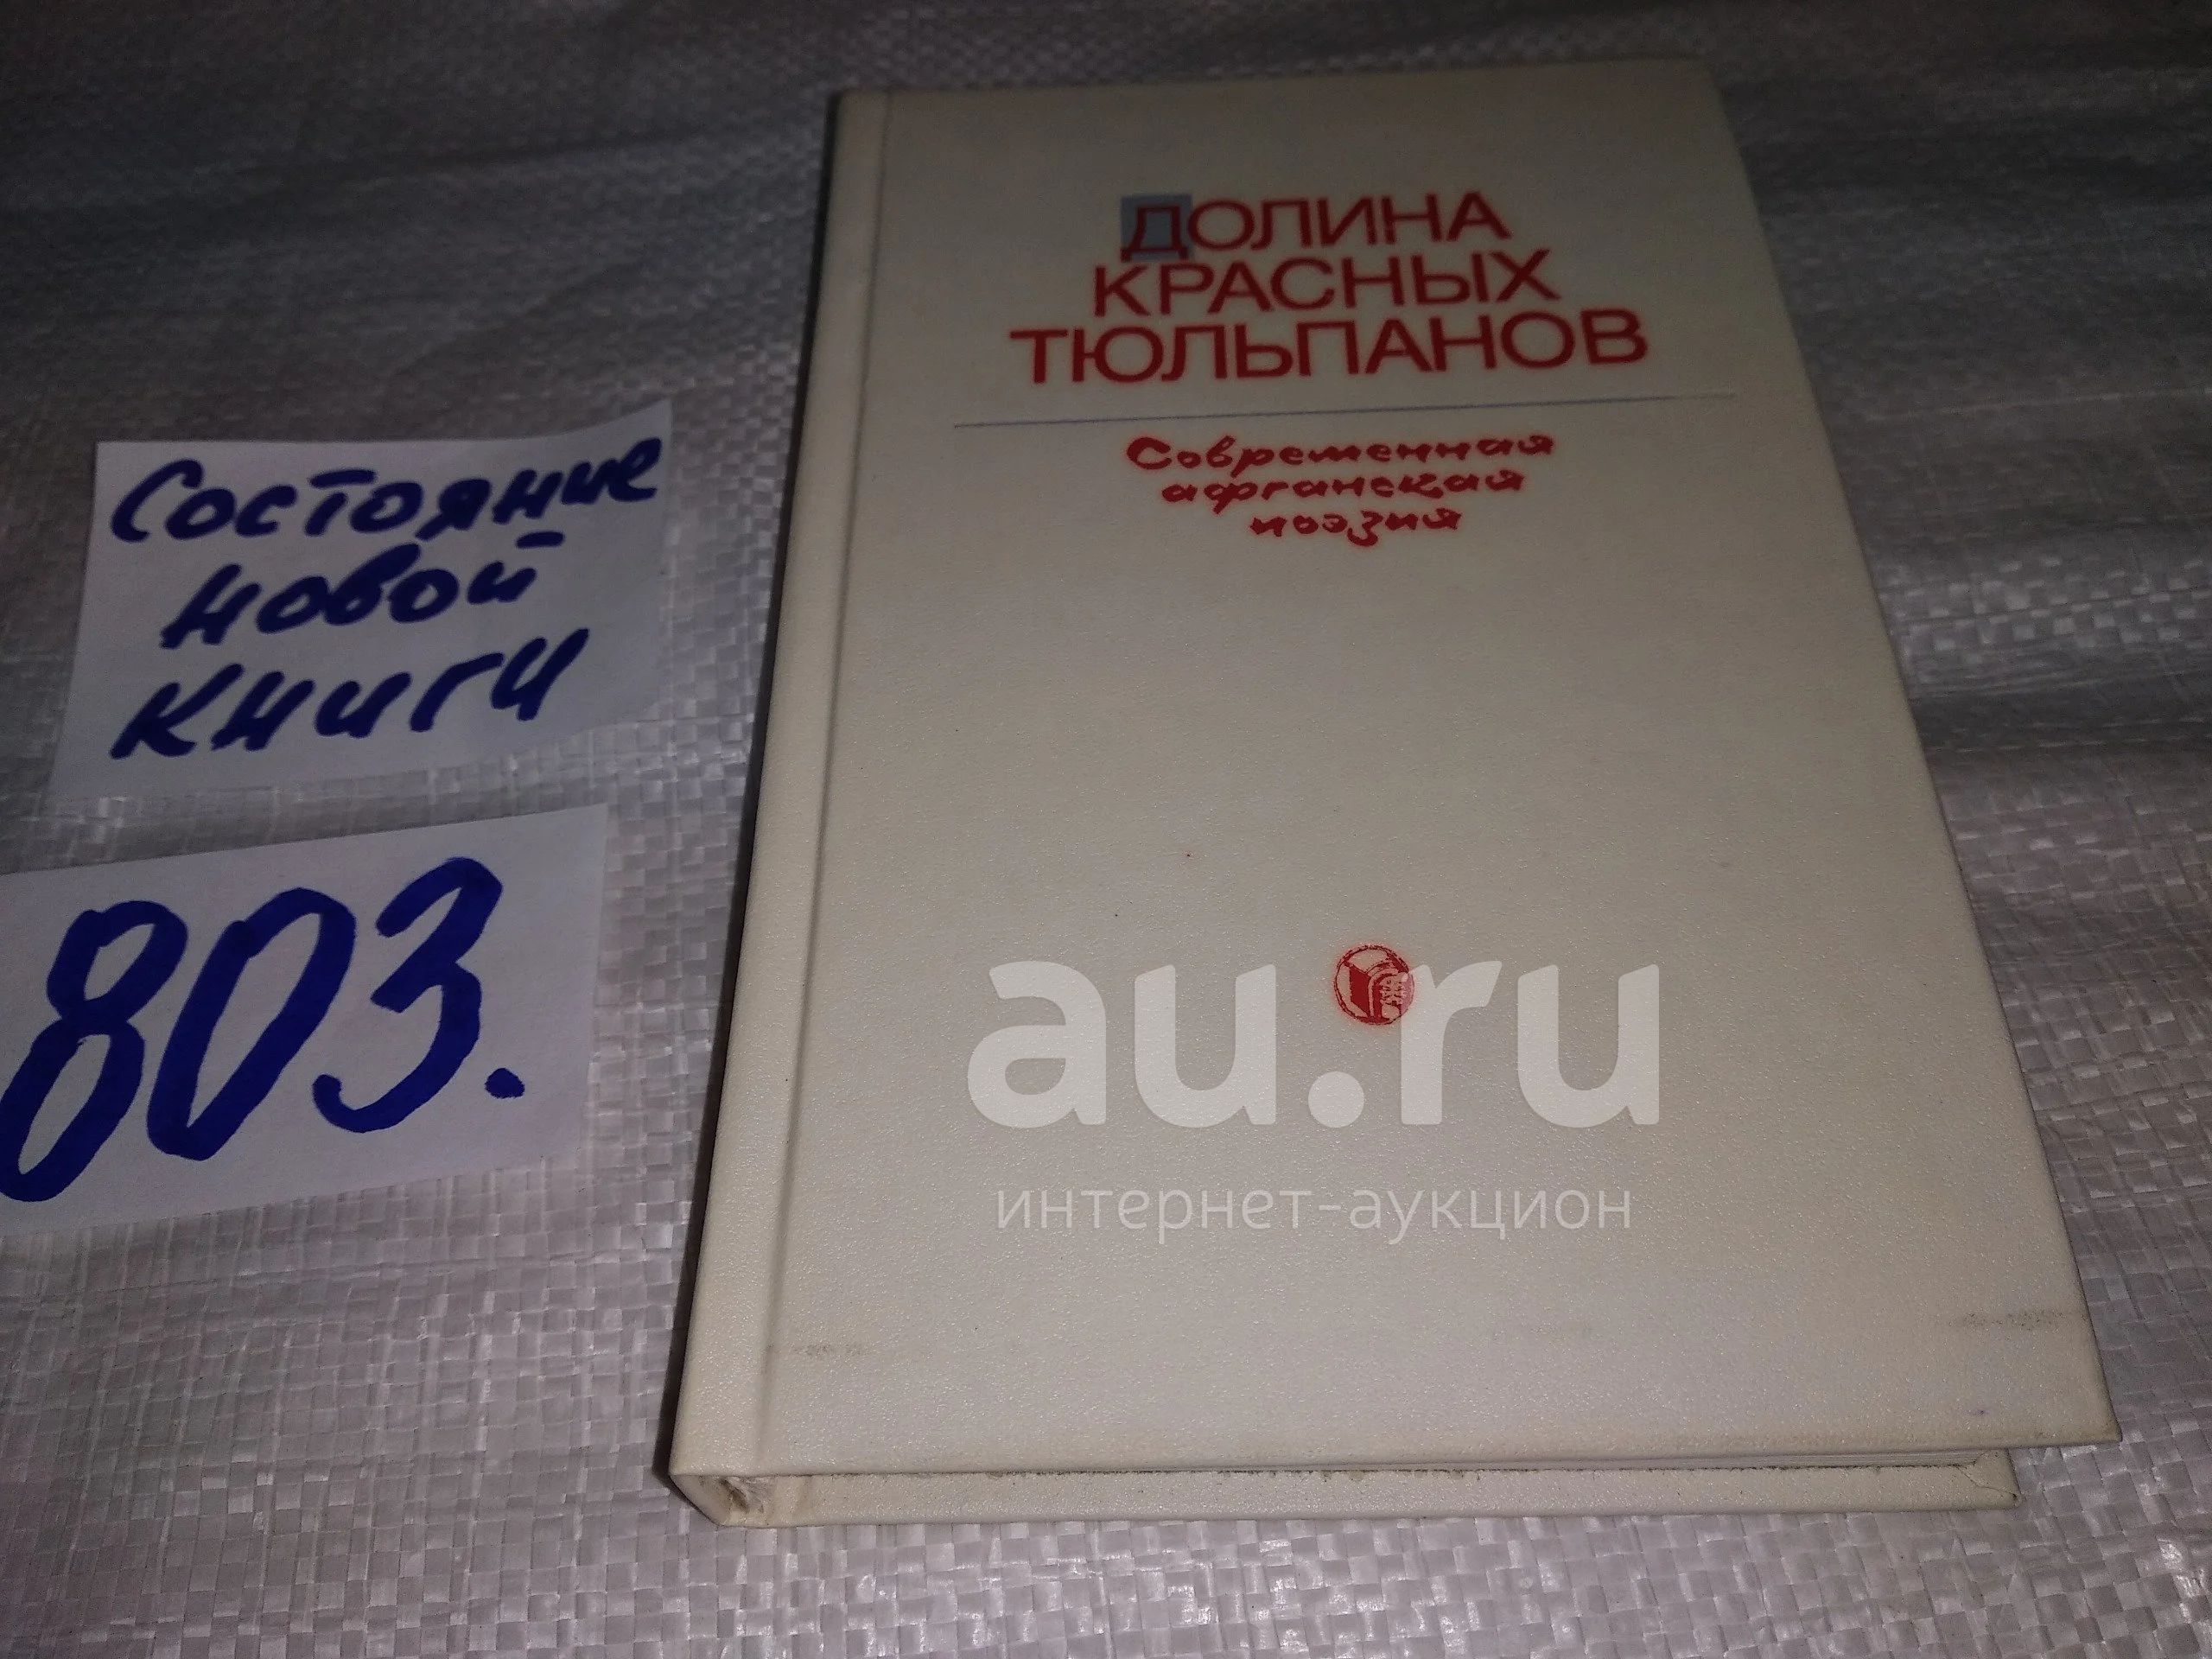 Состояние
новой
книги
803.
ДОЛИНА
КРАСНЫХ
ТЮЛЬПАНОВ
Современная
афганская
поэзия
au.ru
интернет-аукцион